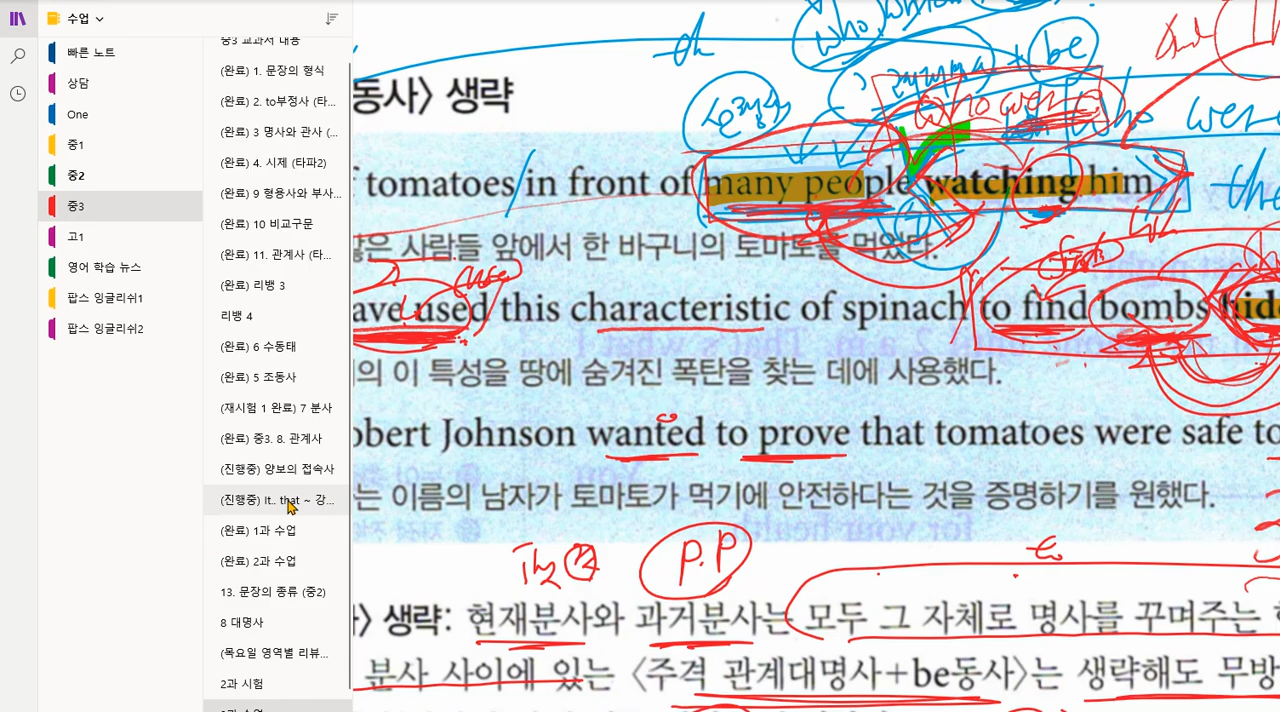 수업
빠른 노트
상담
One
중1
중2
중3
고1
영어 학습 뉴스
팝스 잉글리쉬1
팝스 잉글리쉬2
중3 교과서 내용
(완료) 1. 문장의 형식
(완료) 2. to부정사 (타...
(완료) 3 명사와 관사 (...
(완료) 4. 시제 (타파2)
(완료) 9 형용사와 부사...
(완료) 10 비교구문
(완료) 11. 관계사 (타...
(완료) 리뱅 3
리뱅 4
(완료) 6 수동태
(완료) 5 조동사
(재시험 1 완료) 7 분사
(완료) 중3. 8. 관계사
(진행중) 양보의 접속사
(진행중) It.. that ~ 강...
(완료) 1과 수업
(완료) 2과 수업
13. 문장의 종류 (중2)
8 대명사
(목요일 영역별 리뷰...
2과 시험
who
+ be
who were
were
동사〉 생략
f tomatoes in front of many people watching him.
많은 사람들 앞에서 한 바구니의 토마토를 먹었다.
ave used this characteristic of spinach to find bombs hid
의 이 특성을 땅에 숨겨진 폭탄을 찾는 데에 사용했다.
obert Johnson wanted to prove that tomatoes were safe to
는 이름의 남자가 토마토가 먹기에 안전하다는 것을 증명하기를 원했다.
P.P
〉 생략: 현재분사와 과거분사는 모두 그 자체로 명사를 꾸며주는
분사 사이에 있는 〈주격 관계대명사+be동사〉는 생략해도 무방